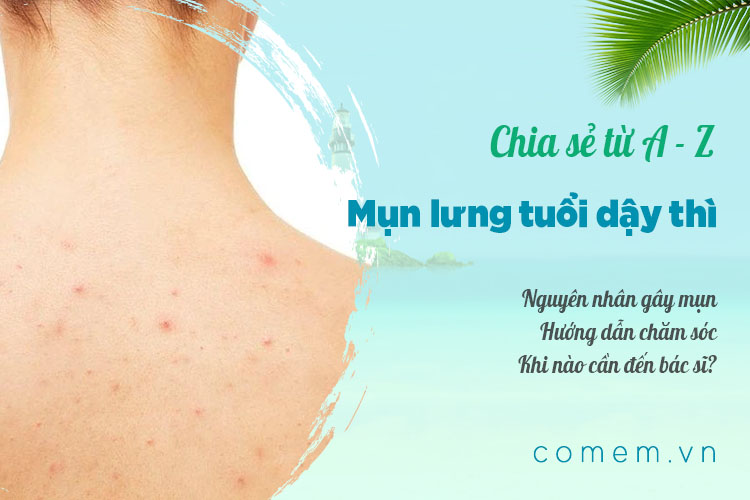 Chia sẻ từ A - Z
Mụn lưng tuổi dậy thì
Nguyên nhân gây mụn
Hướng dẫn chăm sóc
Khi nào cần đến bác sĩ?
comem.vn